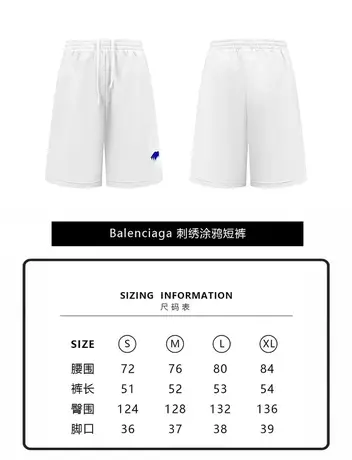 Balenciaga 刺绣涂鸦短裤
SIZING INFORMATION
尺码表
SIZE S M L XL
腰围 72 76 80 84
裤长 51 52 53 54
臀围 124 128 132 136
脚口 36 37 38 39